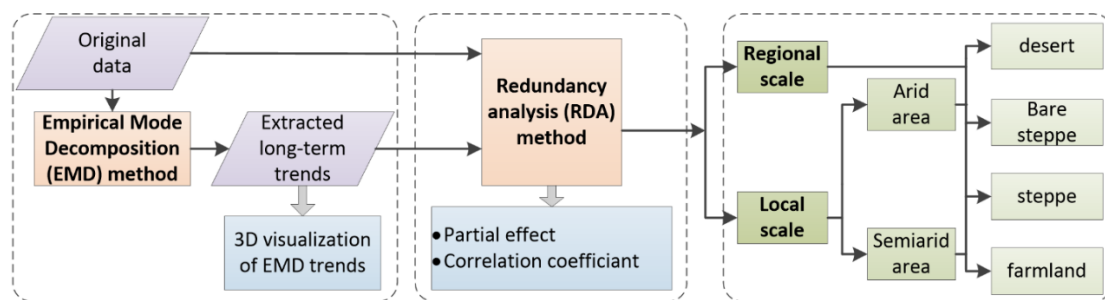 Original
data
Empirical Mode
Decomposition
(EMD) method
Extracted
long-term
trends
3D visualization
of EMD trends
Redundancy
analysis (RDA)
method
•Partial effect
•Correlation coefficiant
Regional
scale
Local
scale
Arid
area
Semiarid
area
desert
Bare
steppe
steppe
farmland